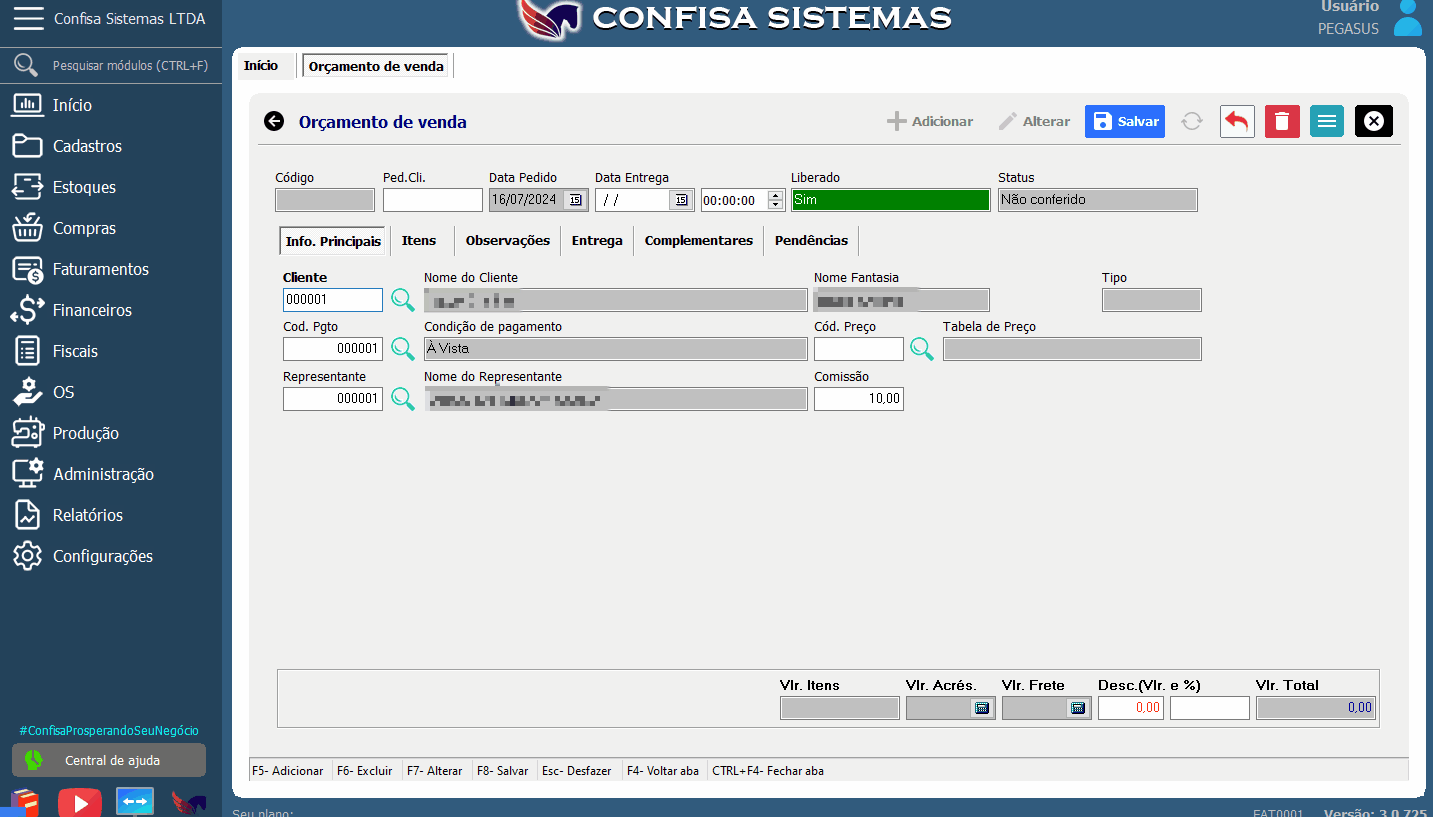 Confisa Sistemas LTDA
CONFISA SISTEMAS
Usuário
PEGASUS
Pesquisar módulos (CTRL+F)
Início
Cadastros
Estoques
Compras
Faturamentos
Financeiros
Fiscais
OS
Produção
Administração
Relatórios
Configurações
#ConfisaProsperandoSeuNegócio
Central de ajuda
Início Orçamento de venda
Orçamento de venda
Adicionar Alterar Salvar
Código Ped.Cli. Data Pedido Data Entrega Liberado Status
16/07/2024 15 / / 15 00:00:00 Sim Não conferido
Info. Principais Itens Observações Entrega Complementares Pendências
Cliente Nome do Cliente Nome Fantasia Tipo
000001
Cod. Pgto Condição de pagamento Cód. Preço Tabela de Preço
000001 À Vista
Representante Nome do Representante Comissão
000001 10,00
Vlr. Itens Vlr. Acrés. Vlr. Frete Desc.(Vlr. e %) Vlr. Total
0,00 0,00
F5- Adicionar F6- Excluir F7- Alterar F8- Salvar Esc- Desfazer F4- Voltar aba CTRL+F4- Fechar aba
Seu plano: FAT0001 Versão: 3.0.725